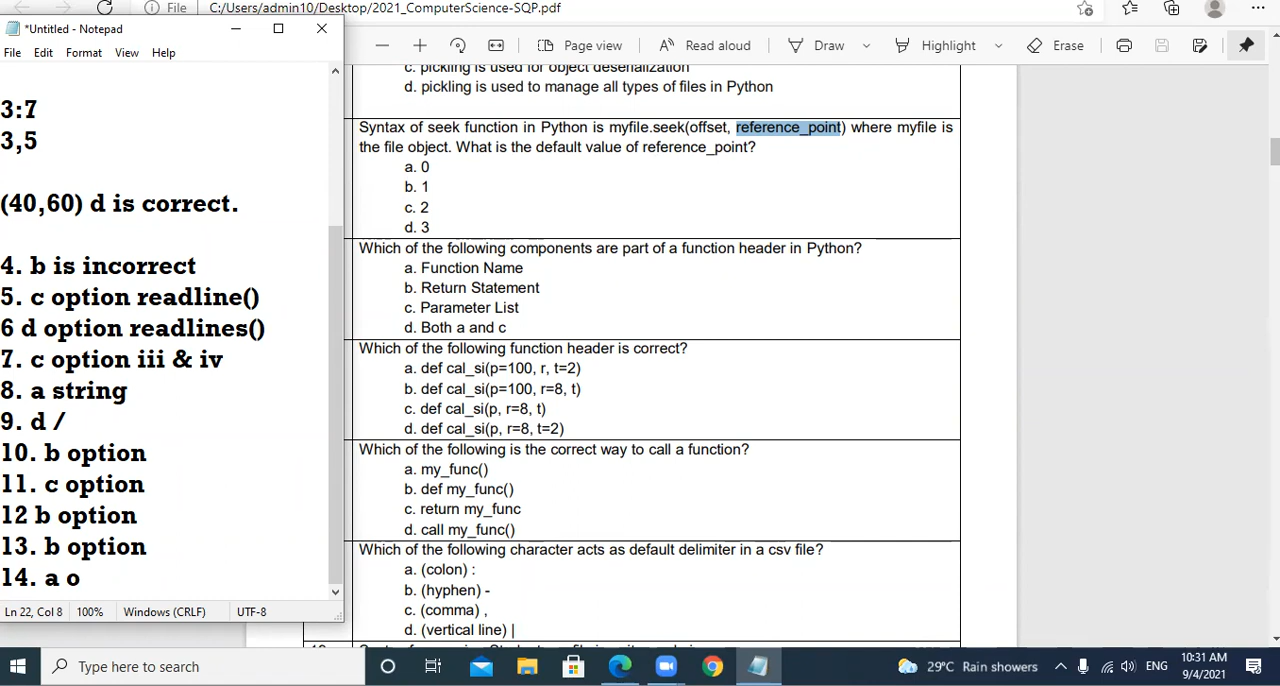 File
C:/Users/admin10/Desktop/2021_ComputerScience-SQP.pdf
*Untitled - Notepad
File Edit Format View Help
Page view
Read aloud
Draw
Highlight
Erase
3:7
3,5
(40,60) d is correct.
4. b is incorrect
5. c option readline()
6 d option readlines()
7. c option iii & iv
8. a string
9. d /
10. b option
11. c option
12 b option
13. b option
14. a o
Ln 22, Col 8 100% Windows (CRLF) UTF-8
c. pickling is used for object deserialization
d. pickling is used to manage all types of files in Python
Syntax of seek function in Python is myfile.seek(offset, reference_point) where myfile is
the file object. What is the default value of reference_point?
a. 0
b. 1
c. 2
d. 3
Which of the following components are part of a function header in Python?
a. Function Name
b. Return Statement
c. Parameter List
d. Both a and c
Which of the following function header is correct?
a. def cal_si(p=100, r, t=2)
b. def cal_si(p=100, r=8, t)
c. def cal_si(p, r=8, t)
d. def cal_si(p, r=8, t=2)
Which of the following is the correct way to call a function?
a. my_func()
b. def my_func()
c. return my_func
d. call my_func()
Which of the following character acts as default delimiter in a csv file?
a. (colon) :
b. (hyphen) -
c. (comma) ,
d. (vertical line) |
Type here to search
29°C Rain showers
ENG
10:31 AM
9/4/2021